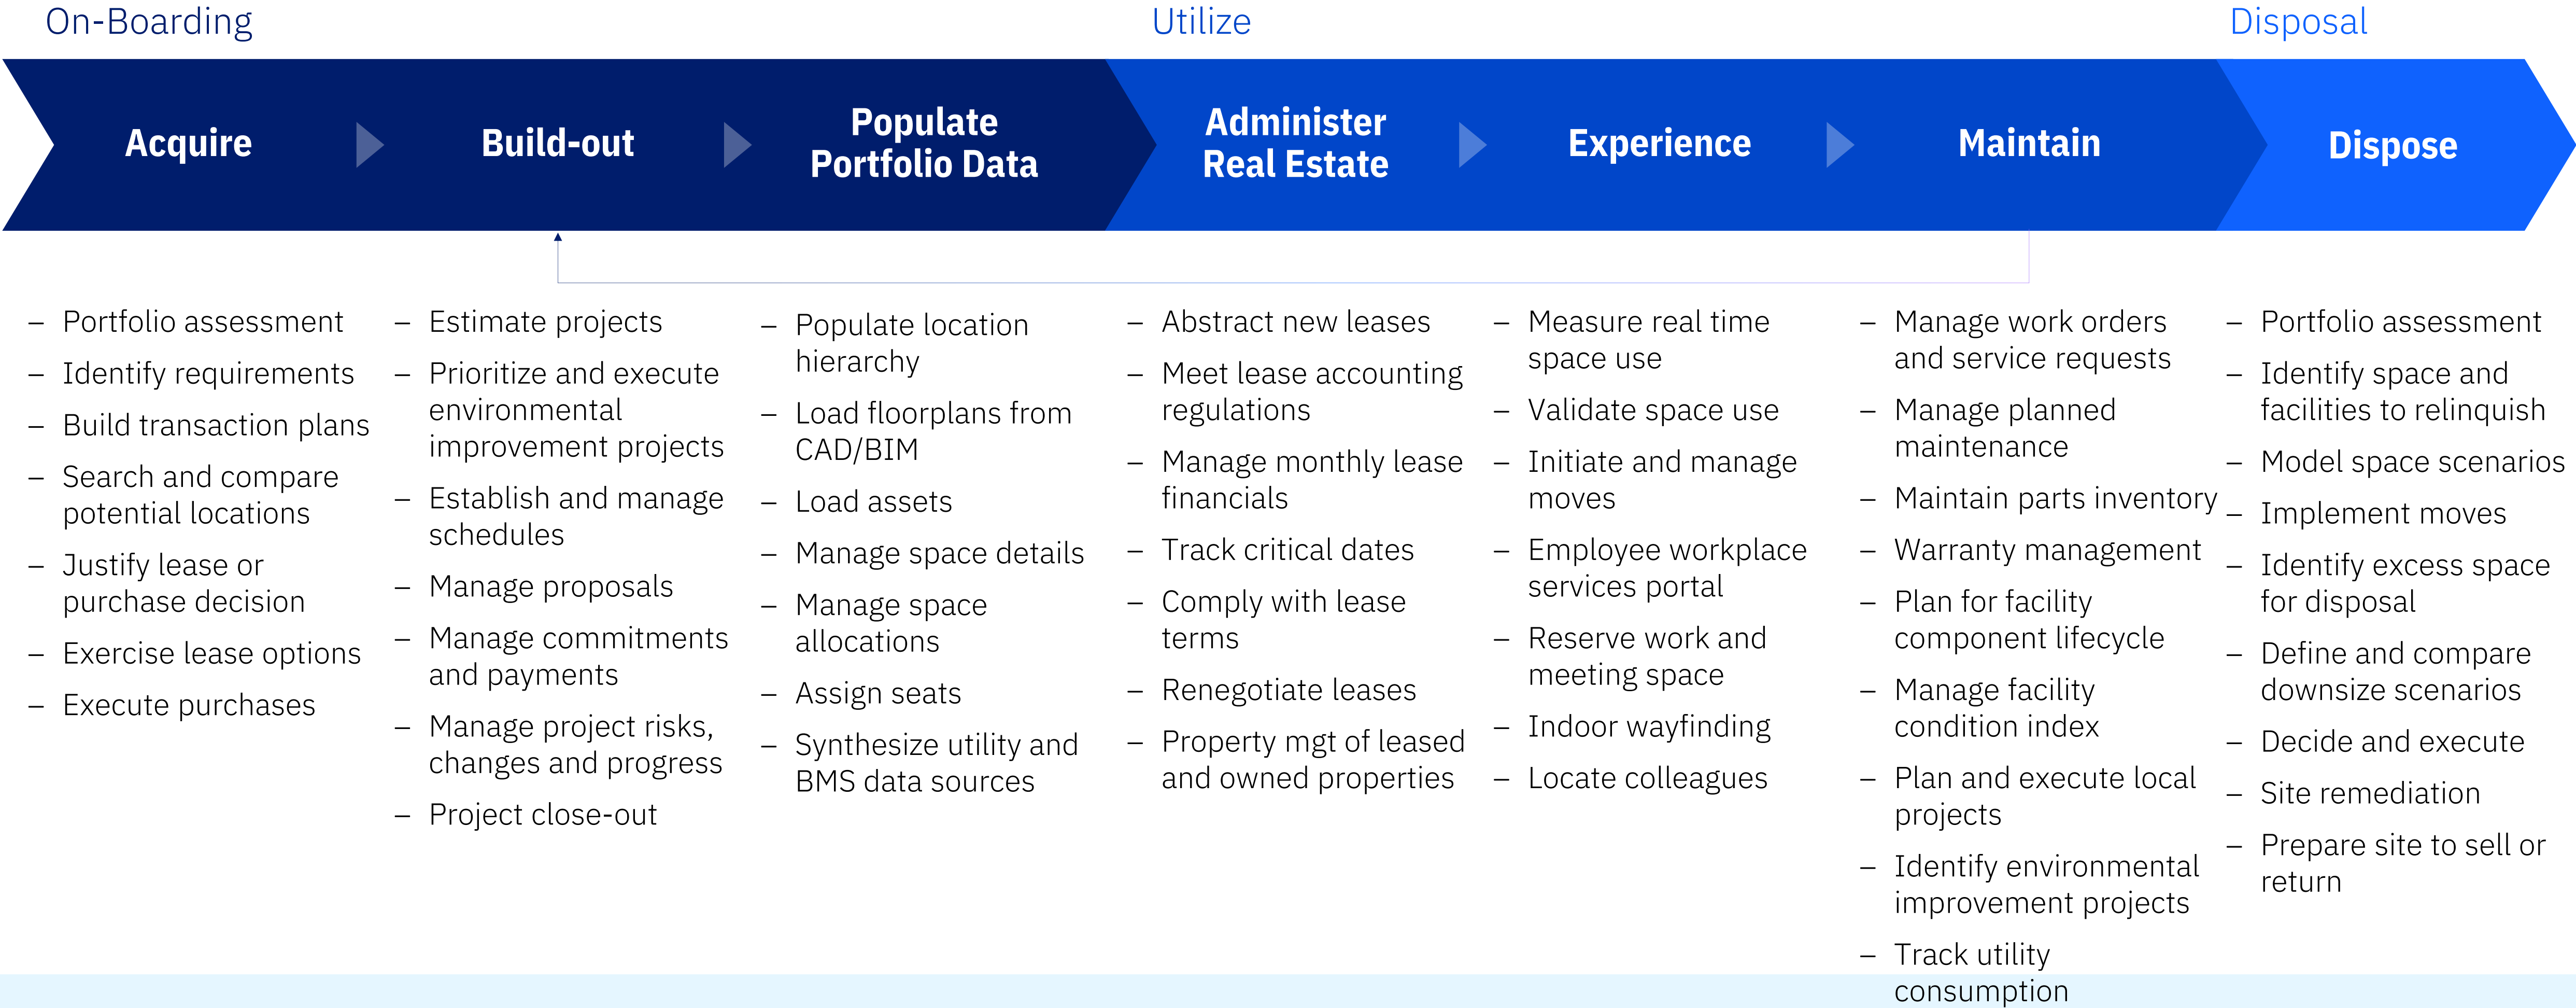 On-Boarding
Utilize
Disposal
Acquire
Build-out
Populate
Portfolio Data
Administer
Real Estate
Experience
Maintain
Dispose
– Portfolio assessment
– Identify requirements
– Build transaction plans
– Search and compare
potential locations
– Justify lease or
purchase decision
– Exercise lease options
– Execute purchases
– Estimate projects
– Prioritize and execute
environmental
improvement projects
– Establish and manage
schedules
– Manage proposals
– Manage commitments
and payments
– Manage project risks,
changes and progress
– Project close-out
– Populate location
hierarchy
– Load floorplans from
CAD/BIM
– Load assets
– Manage space details
– Manage space
allocations
– Assign seats
– Synthesize utility and
BMS data sources
– Abstract new leases
– Meet lease accounting
regulations
– Manage monthly lease
financials
– Track critical dates
– Comply with lease
terms
– Renegotiate leases
– Property mgt of leased
and owned properties
– Measure real time
space use
– Validate space use
– Initiate and manage
moves
– Employee workplace
services portal
– Reserve work and
meeting space
– Indoor wayfinding
– Locate colleagues
– Manage work orders
and service requests
– Manage planned
maintenance
– Maintain parts inventory
– Warranty management
– Plan for facility
component lifecycle
– Manage facility
condition index
– Plan and execute local
projects
– Identify environmental
improvement projects
– Track utility
consumption
– Portfolio assessment
– Identify space and
facilities to relinquish
– Model space scenarios
– Implement moves
– Identify excess space
for disposal
– Define and compare
downsize scenarios
– Decide and execute
– Site remediation
– Prepare site to sell or
return